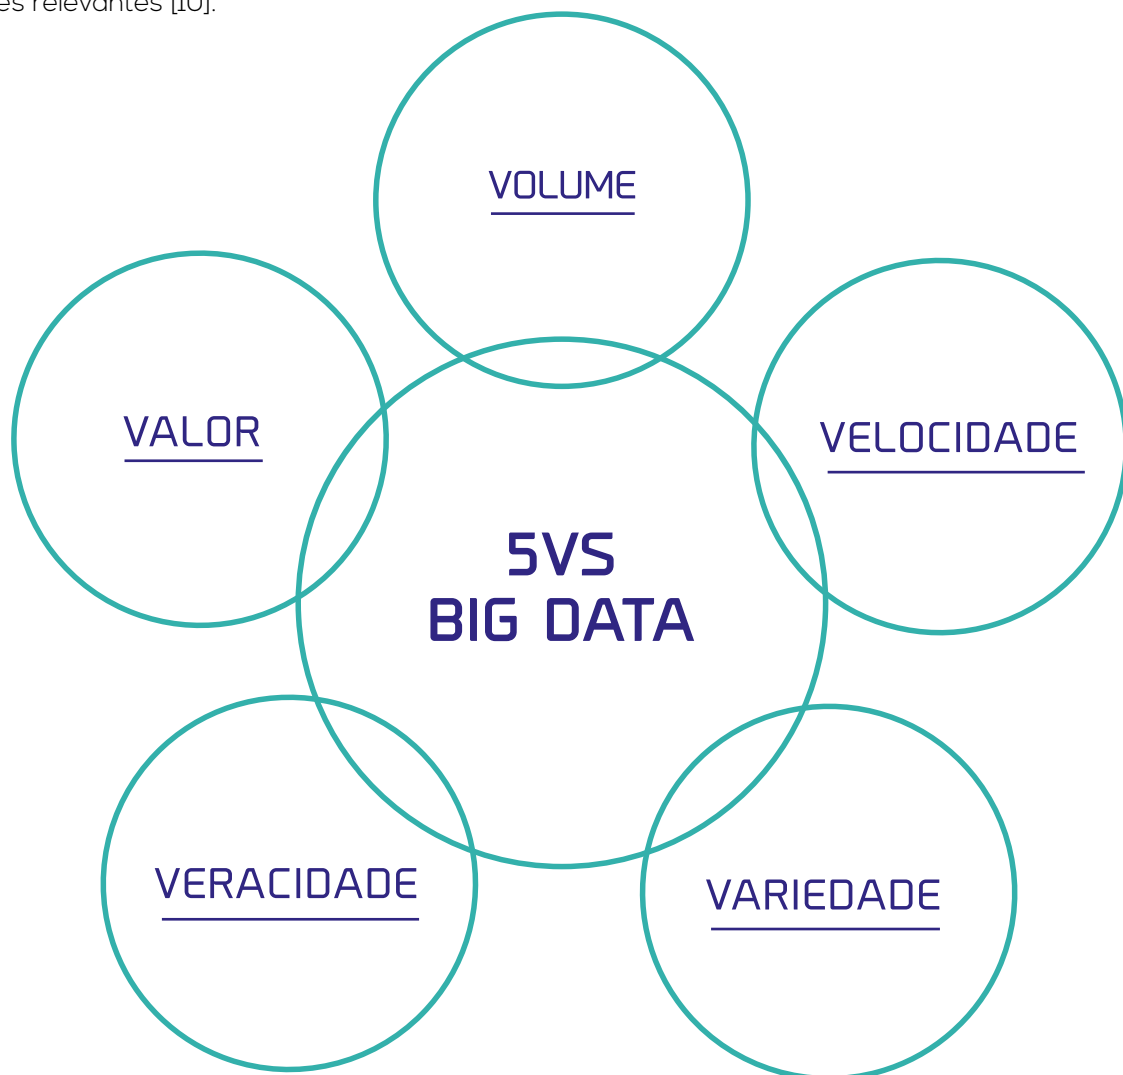 es relevantes [10].
VOLUME
VALOR
VELOCIDADE
5VS
BIG DATA
VERACIDADE
VARIEDADE